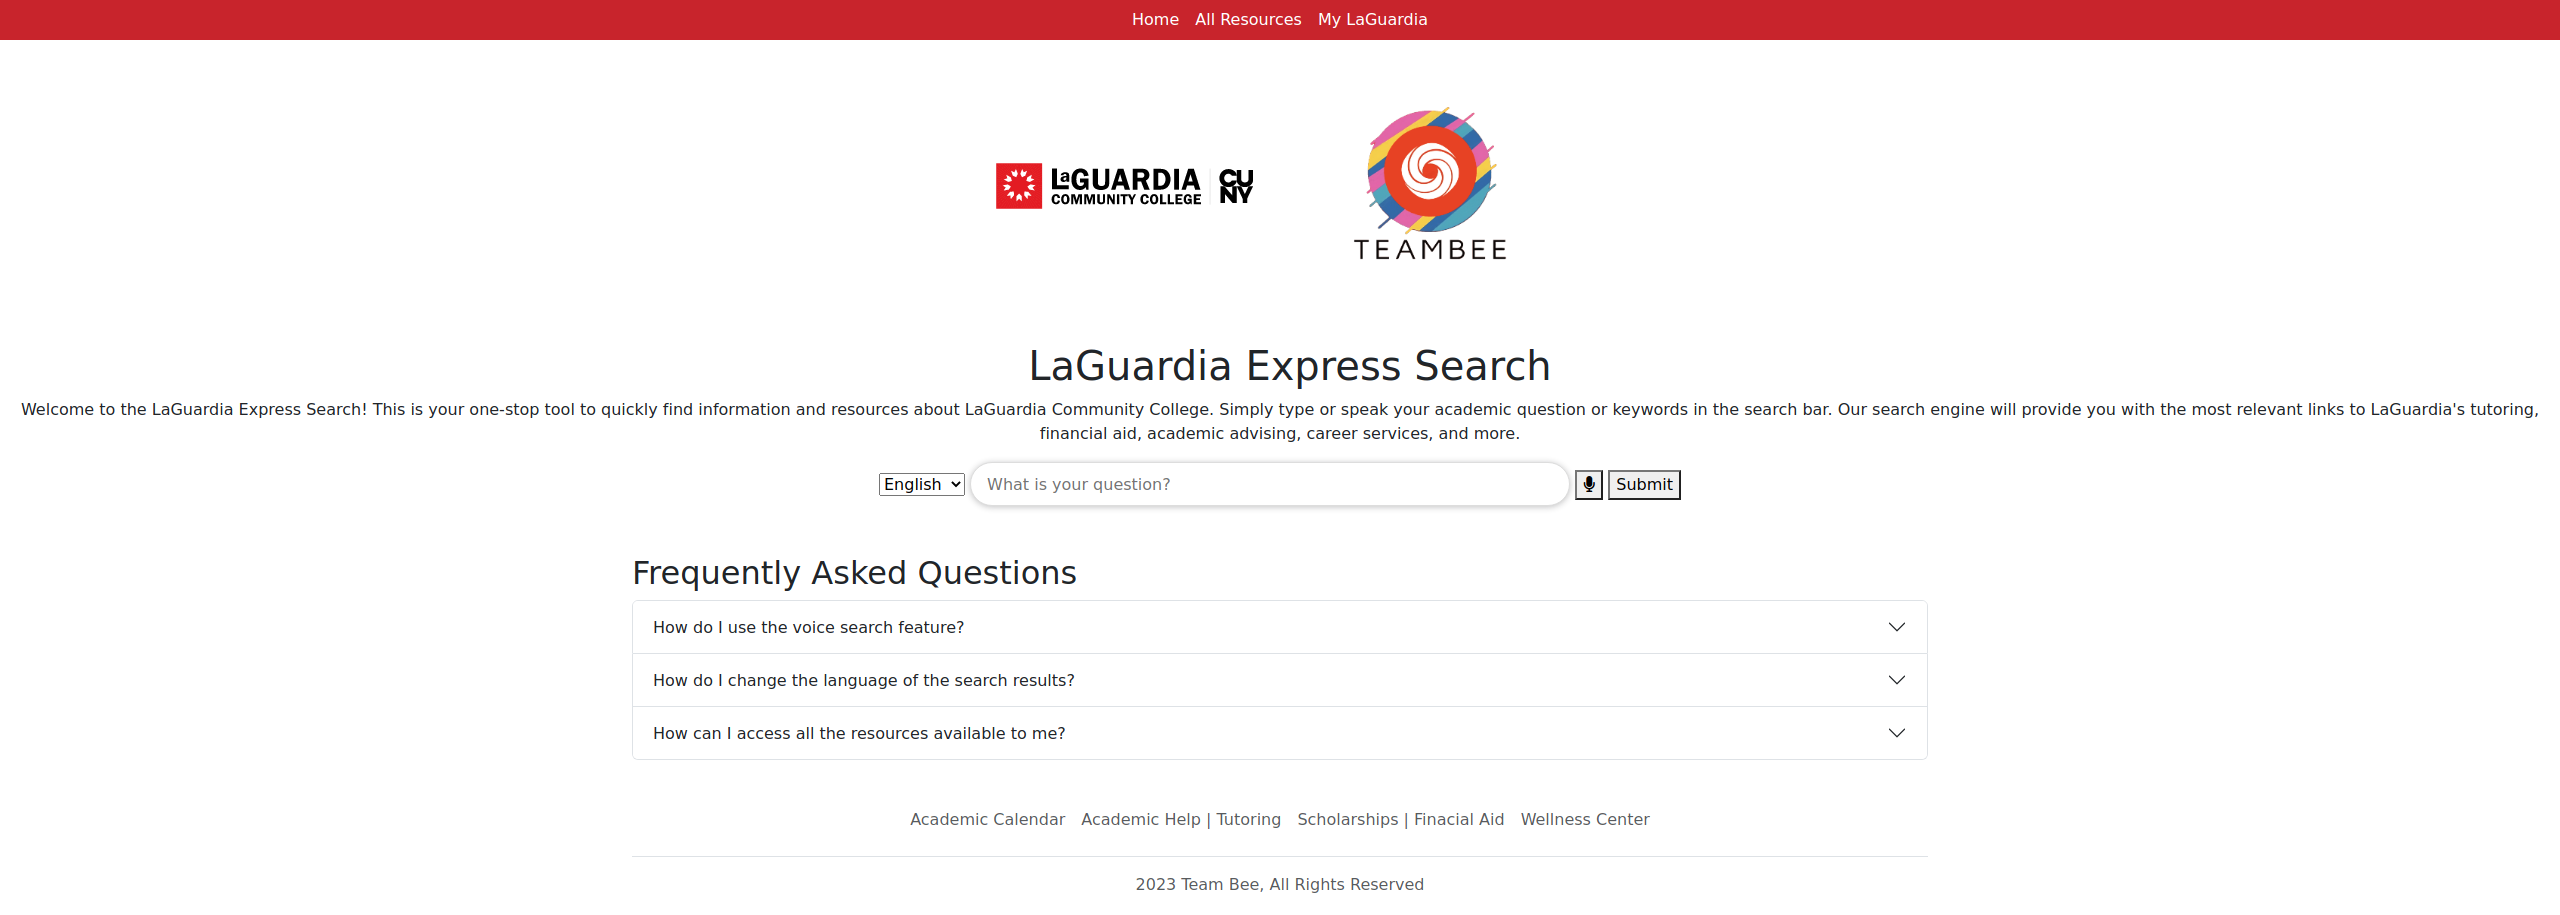 Home All Resources My LaGuardia
LaGUARDIA
COMMUNITY COLLEGE
CU
NY
TEAMBEE
LaGuardia Express Search
Welcome to the LaGuardia Express Search! This is your one-stop tool to quickly find information and resources about LaGuardia Community College. Simply type or speak your academic question or keywords in the search bar. Our search engine will provide you with the most relevant links to LaGuardia's tutoring,
financial aid, academic advising, career services, and more.
English What is your question? Submit
Frequently Asked Questions
How do I use the voice search feature?
How do I change the language of the search results?
How can I access all the resources available to me?
Academic Calendar Academic Help | Tutoring Scholarships | Finacial Aid Wellness Center
2023 Team Bee, All Rights Reserved